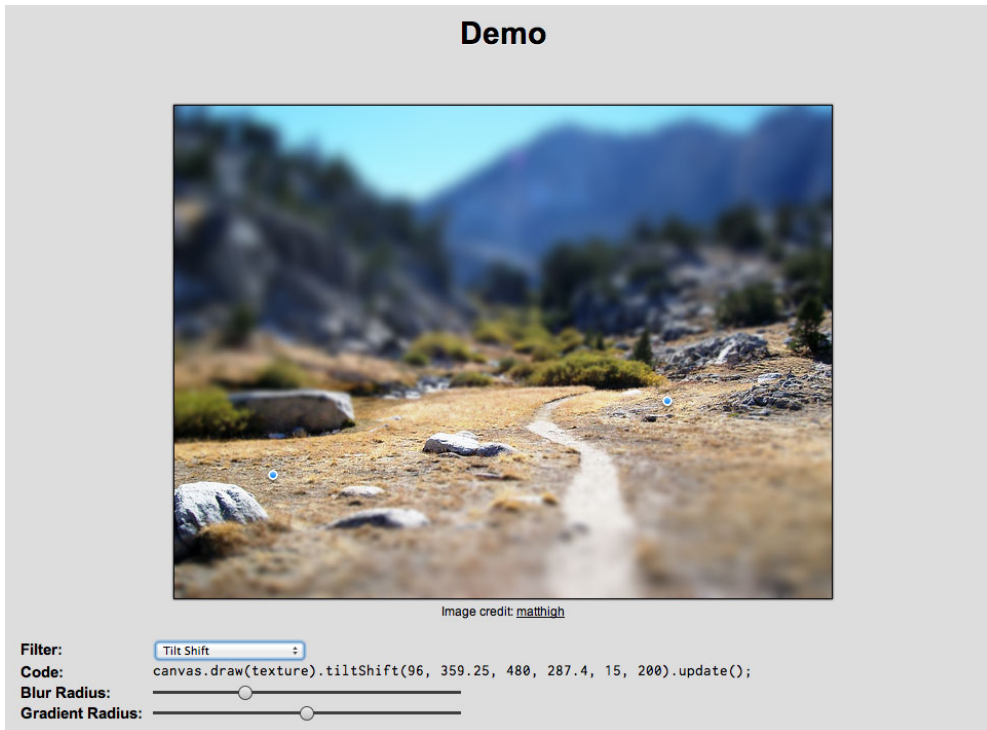 Demo
Image credit: matthigh
Filter: Tilt Shift
Code: canvas.draw(texture).tiltShift(96, 359.25, 480, 287.4, 15, 200).update();
Blur Radius:
Gradient Radius: